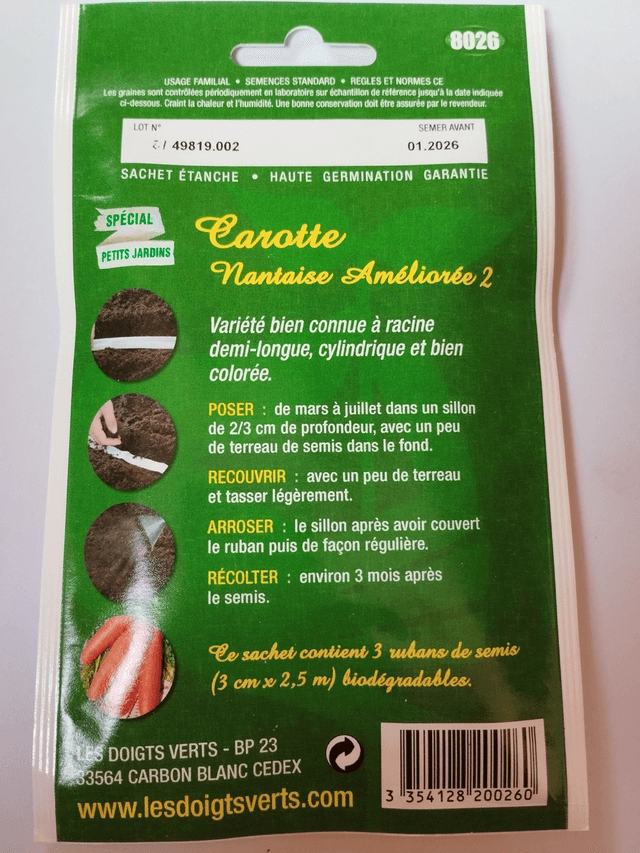 8026
USAGE FAMILIAL • SEMENCES STANDARD • REGLES ET NORMES CE
Les graines sont contrôlées périodiquement en laboratoire sur échantillon de référence jusqu'à la date indiquée
ci-dessous. Craint la chaleur et l'humidité. Une bonne conservation doit être assurée par le revendeur.
LOT N° SEMER AVANT
/ 49819.002 01.2026
SACHET ÉTANCHE • HAUTE GERMINATION GARANTIE
SPÉCIAL
PETITS JARDINS
Carotte
Nantaise Améliorée 2
Variété bien connue à racine
demi-longue, cylindrique et bien
colorée.
POSER : de mars à juillet dans un sillon
de 2/3 cm de profondeur, avec un peu
de terreau de semis dans le fond.
RECOUVRIR : avec un peu de terreau
et tasser légèrement.
ARROSER : le sillon après avoir couvert
le ruban puis de façon régulière.
RÉCOLTER : environ 3 mois après
le semis.
Ce sachet contient 3 rubans de semis
(3 cm x 2,5 m) biodégradables.
LES DOIGTS VERTS - BP 23
33564 CARBON BLANC CEDEX
www.lesdoigtsverts.com
3 354128 200260